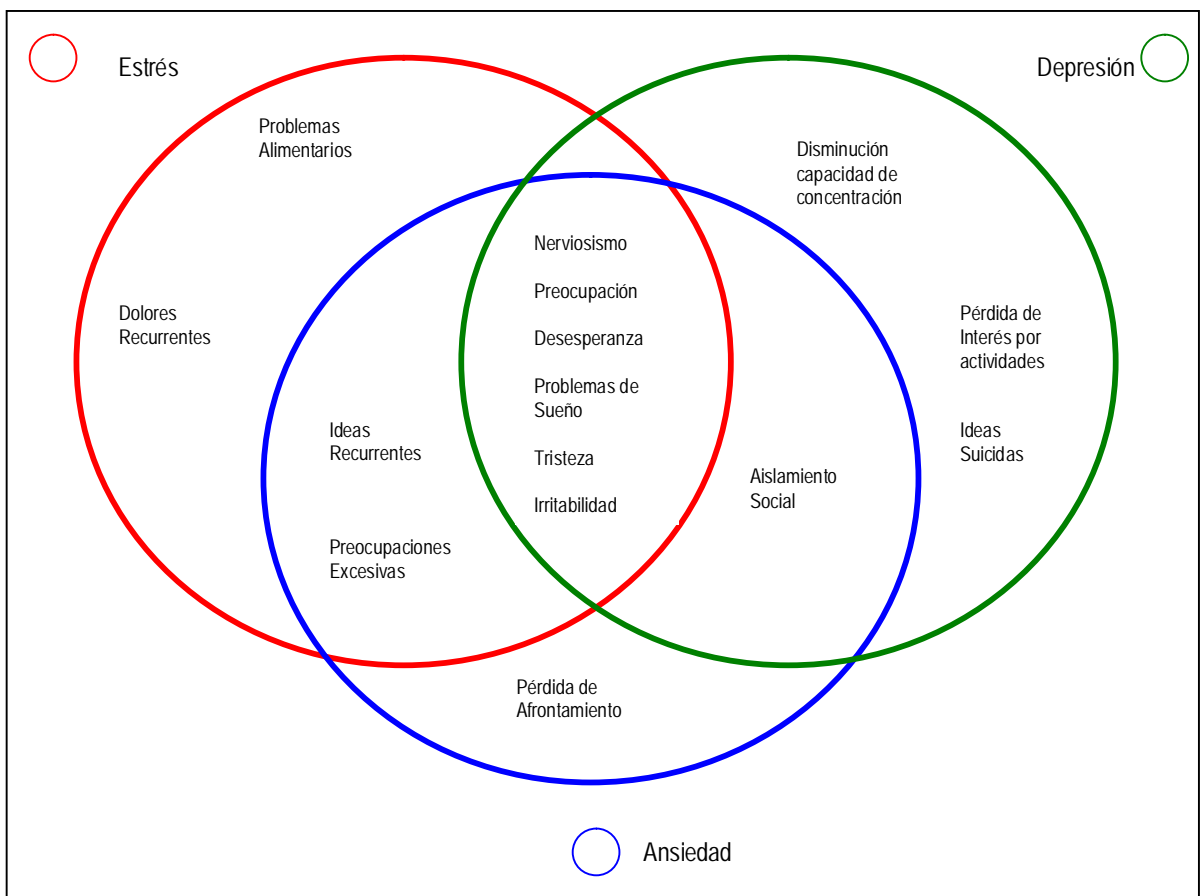 Estrés
Depresión
Problemas
Alimentarios
Disminución
capacidad de
concentración
Nerviosismo
Preocupación
Desesperanza
Problemas de
Sueño
Tristeza
Irritabilidad
Dolores
Recurrentes
Pérdida de
Interés por
actividades
Ideas
Recurrentes
Ideas
Suicidas
Aislamiento
Social
Preocupaciones
Excesivas
Pérdida de
Afrontamiento
Ansiedad